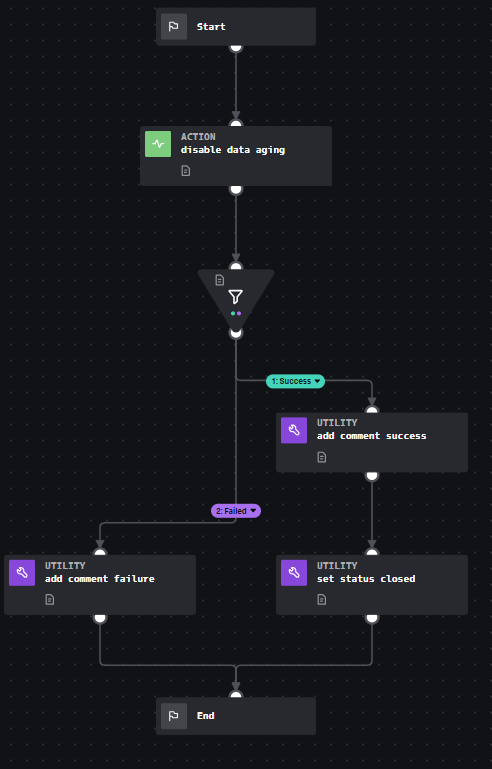 Start
ACTION
disable data aging
1: Success
UTILITY
add comment success
2: Failed
UTILITY
add comment failure
UTILITY
set status closed
End